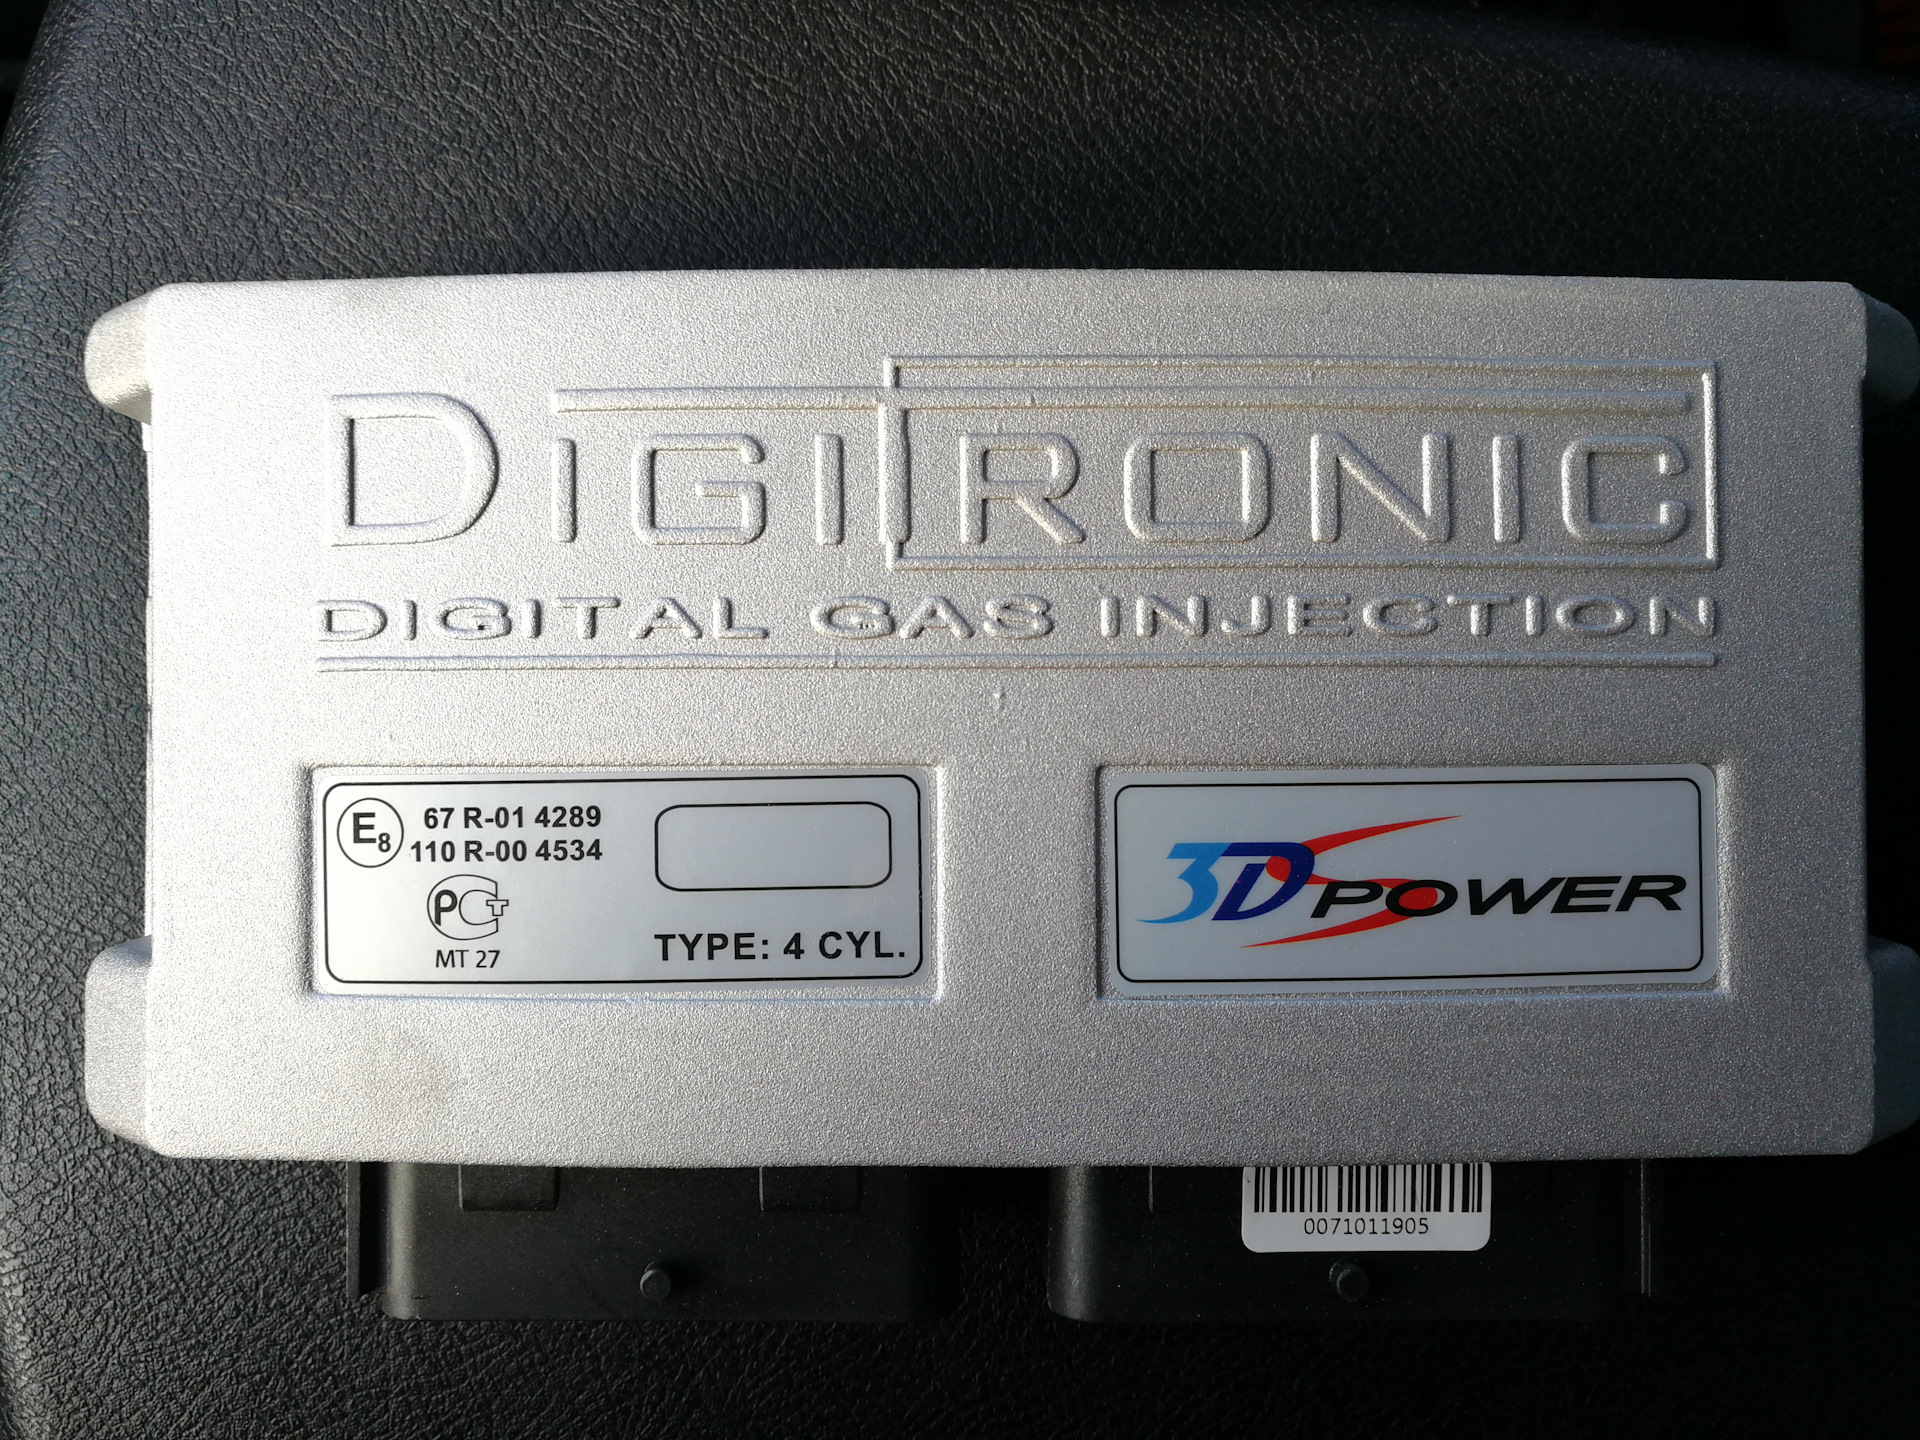 DIGITRONIC
DIGITAL GAS INJECTION
E8
67 R-01 4289
110 R-00 4534
PCT
MT 27
TYPE: 4 CYL.
3D POWER
0071011905